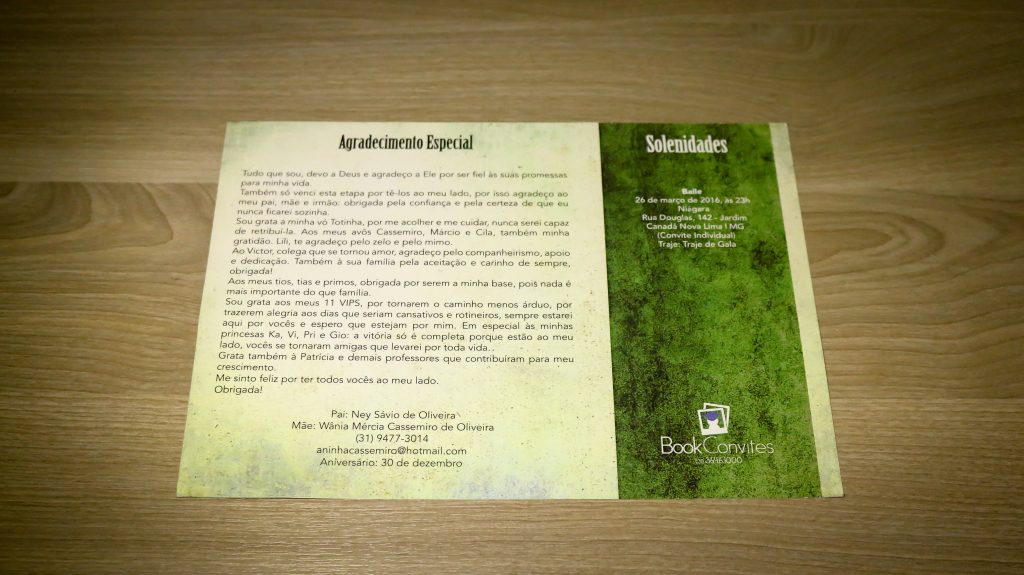 Agradecimento Especial
Tudo que sou, devo a Deus e agradeço a Ele por ser fiel às suas promessas
para minha vida.
Também só venci esta etapa por tê-los ao meu lado, por isso agradeço ao
meu pai, mãe e irmão: obrigada pela confiança e pela certeza de que eu
nunca ficarei sozinha.
Sou grata a minha vó Totinha, por me acolher e me cuidar, nunca serei capaz
de retribuí-la. Aos meus avós Cassemiro, Márcio e Cila, também minha
gratidão. Lili, te agradeço pelo zelo e pelo mimo.
Ao Victor, colega que se tornou amor, agradeço pelo companheirismo, apoio
e dedicação. Também à sua família pela aceitação e carinho de sempre,
obrigada!
Aos meus tios, tias e primos, obrigada por serem a minha base, pois nada é
mais importante do que família.
Sou grata aos meus 11 VIPS, por tornarem o caminho menos árduo, por
trazerem alegria aos dias que seriam cansativos e rotineiros, sempre estarei
aqui por vocês e espero que estejam por mim. Em especial às minhas
princesas Ka, Vi, Pri e Gio: a vitória só é completa porque estão ao meu
lado, vocês se tornaram amigas que levarei por toda vida..
Grata também à Patrícia e demais professores que contribuíram para meu
crescimento.
Me sinto feliz por ter todos vocês ao meu lado.
Obrigada!
Pai: Ney Sávio de Oliveira
Mãe: Wânia Mércia Cassemiro de Oliveira
(31) 9477-3014
aninhacassemiro@hotmail.com
Aniversário: 30 de dezembro
Solenidades
Baile
26 de março de 2016, às 23h
Niágara
Rua Douglas, 142 - Jardim
Canadá Nova Lima | MG
(Convite Individual)
Traje: Traje de Gala
BookConvites